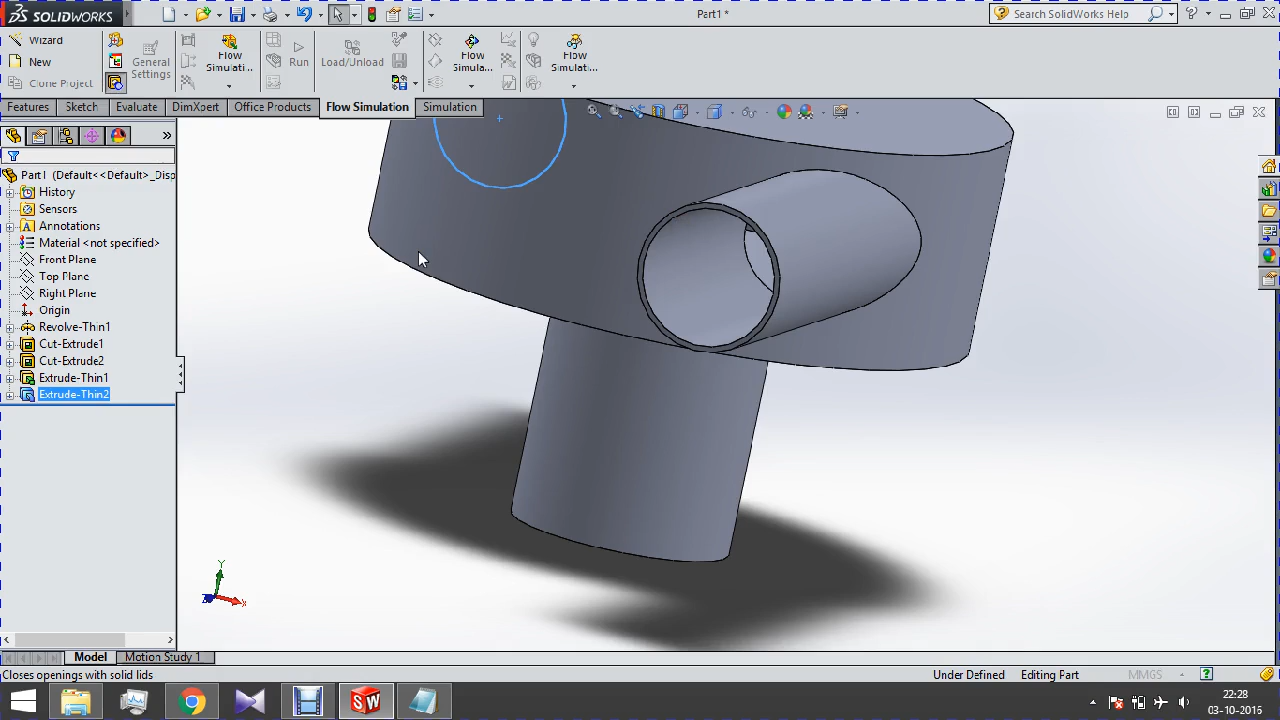 SOLIDWORKS
Part1 *
Search SolidWorks Help
Wizard
New
Clone Project
General Settings
Flow Simulati...
Run
Load/Unload
Flow Simula...
Flow Simulat...
Features
Sketch
Evaluate
DimXpert
Office Products
Flow Simulation
Simulation
Part1 (Default<<Default>_Disp
History
Sensors
Annotations
Material <not specified>
Front Plane
Top Plane
Right Plane
Origin
Revolve-Thin1
Cut-Extrude1
Cut-Extrude2
Extrude-Thin1
Extrude-Thin2
Y
X
Z
Model
Motion Study 1
Closes openings with solid lids
Under Defined
Editing Part
MMGS
SW
22:28
03-10-2016